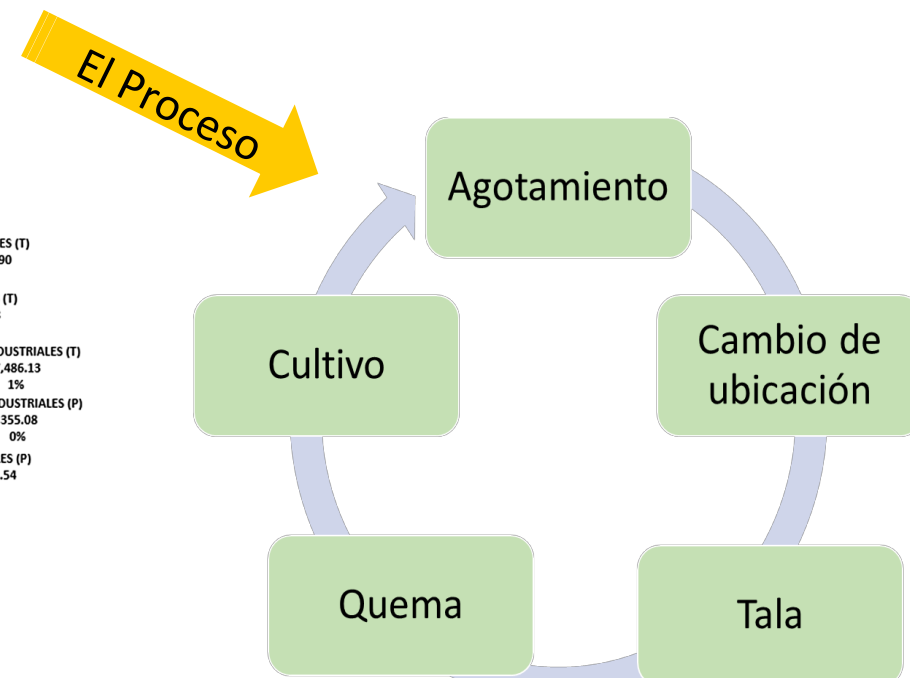 El Proceso
Agotamiento
Cambio de
ubicación
Tala
Quema
Cultivo
ES (T)
90
(T)
DUSTRIALES (T)
,486.13
1%
DUSTRIALES (P)
355.08
0%
ES (P)
.54